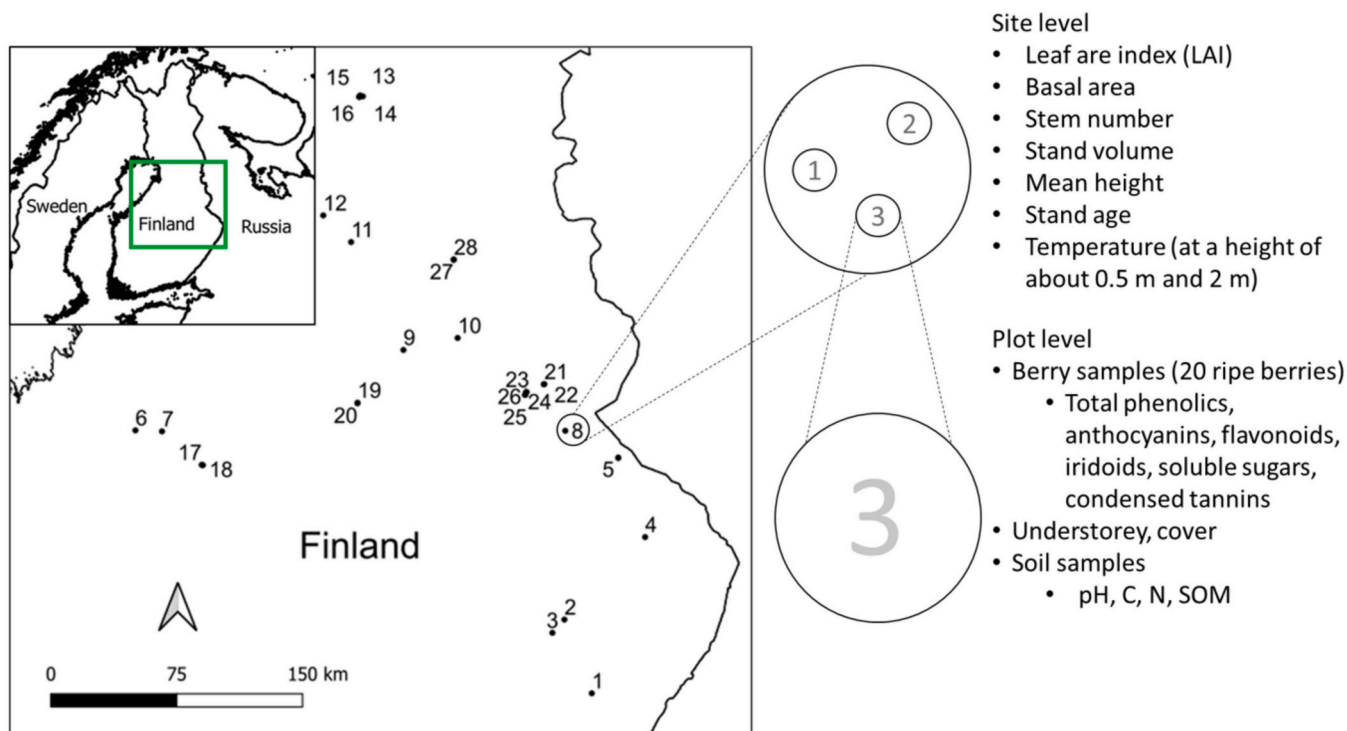 Sweden
Finland
Russia
15
13
16
14
12
11
28
27
10
9
21
23
22
26
24
25
19
20
8
6
7
17
18
5
4
Finland
2
3
1
0
75
150 km
2
1
3
3
Site level
• Leaf are index (LAI)
• Basal area
• Stem number
• Stand volume
• Mean height
• Stand age
• Temperature (at a height of
about 0.5 m and 2 m)
Plot level
• Berry samples (20 ripe berries)
• Total phenolics,
anthocyanins, flavonoids,
iridoids, soluble sugars,
condensed tannins
• Understorey, cover
• Soil samples
• pH, C, N, SOM